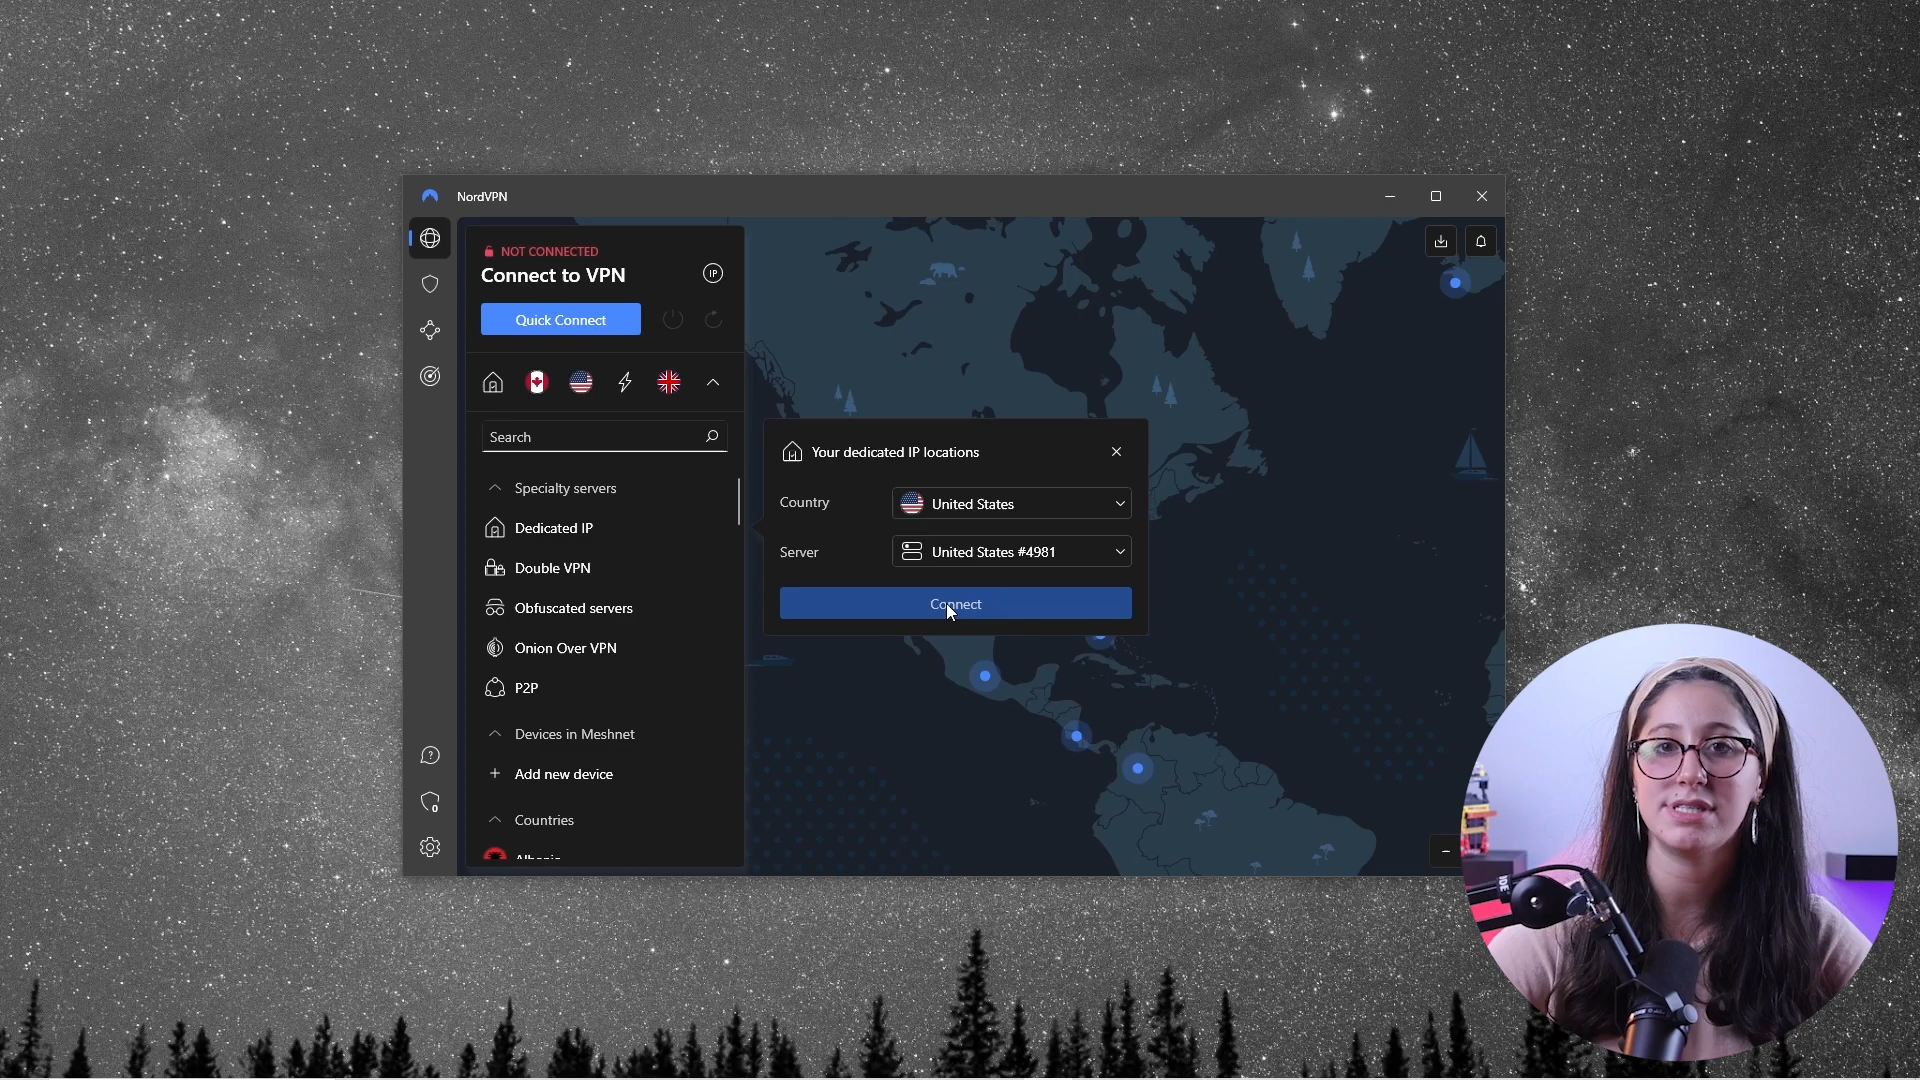 NordVPN
NOT CONNECTED
Connect to VPN
IP
Quick Connect
Search
Specialty servers
Dedicated IP
Double VPN
Obfuscated servers
Onion Over VPN
P2P
Devices in Meshnet
Add new device
Countries
Albania
Your dedicated IP locations
Country
United States
Server
United States #4981
Connect